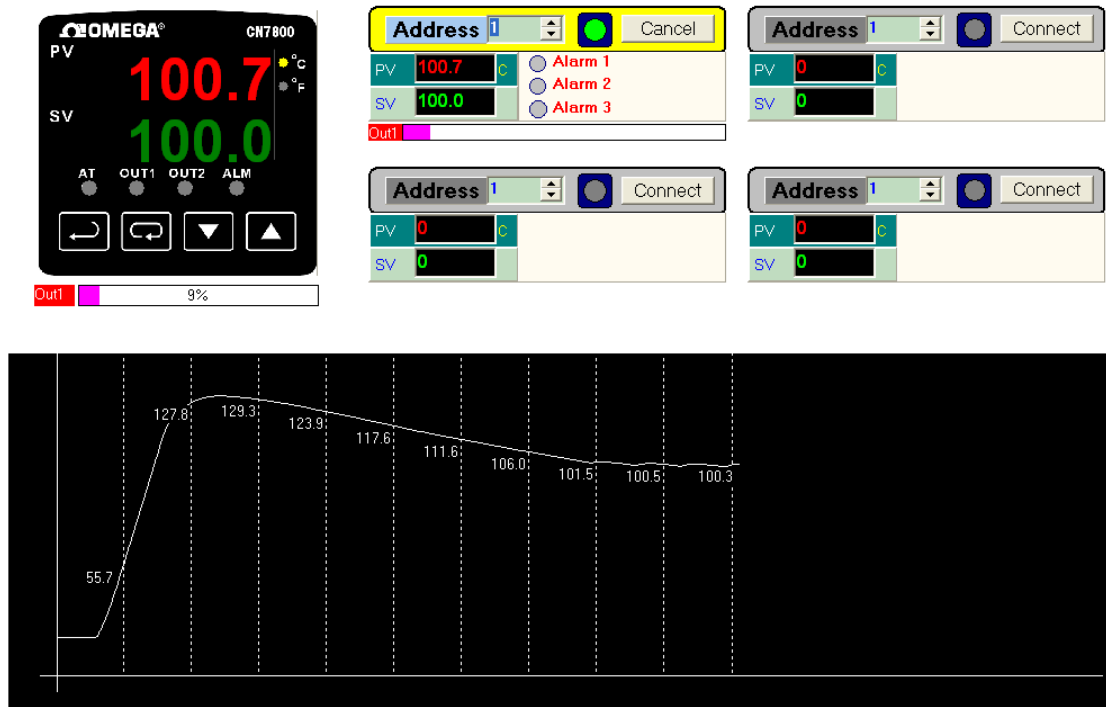 OMEGA® CN7800
PV
100.7 °C
°F
SV
100.0
AT OUT1 OUT2 ALM
Out1 9%
Address 1 Cancel
PV 100.7 C
SV 100.0
Alarm 1
Alarm 2
Alarm 3
Out1
Address 1 Connect
PV 0 C
SV 0
Address 1 Connect
PV 0 C
SV 0
Address 1 Connect
PV 0 C
SV 0
55.7
127.8
129.3
123.9
117.6
111.6
106.0
101.5
100.5
100.3